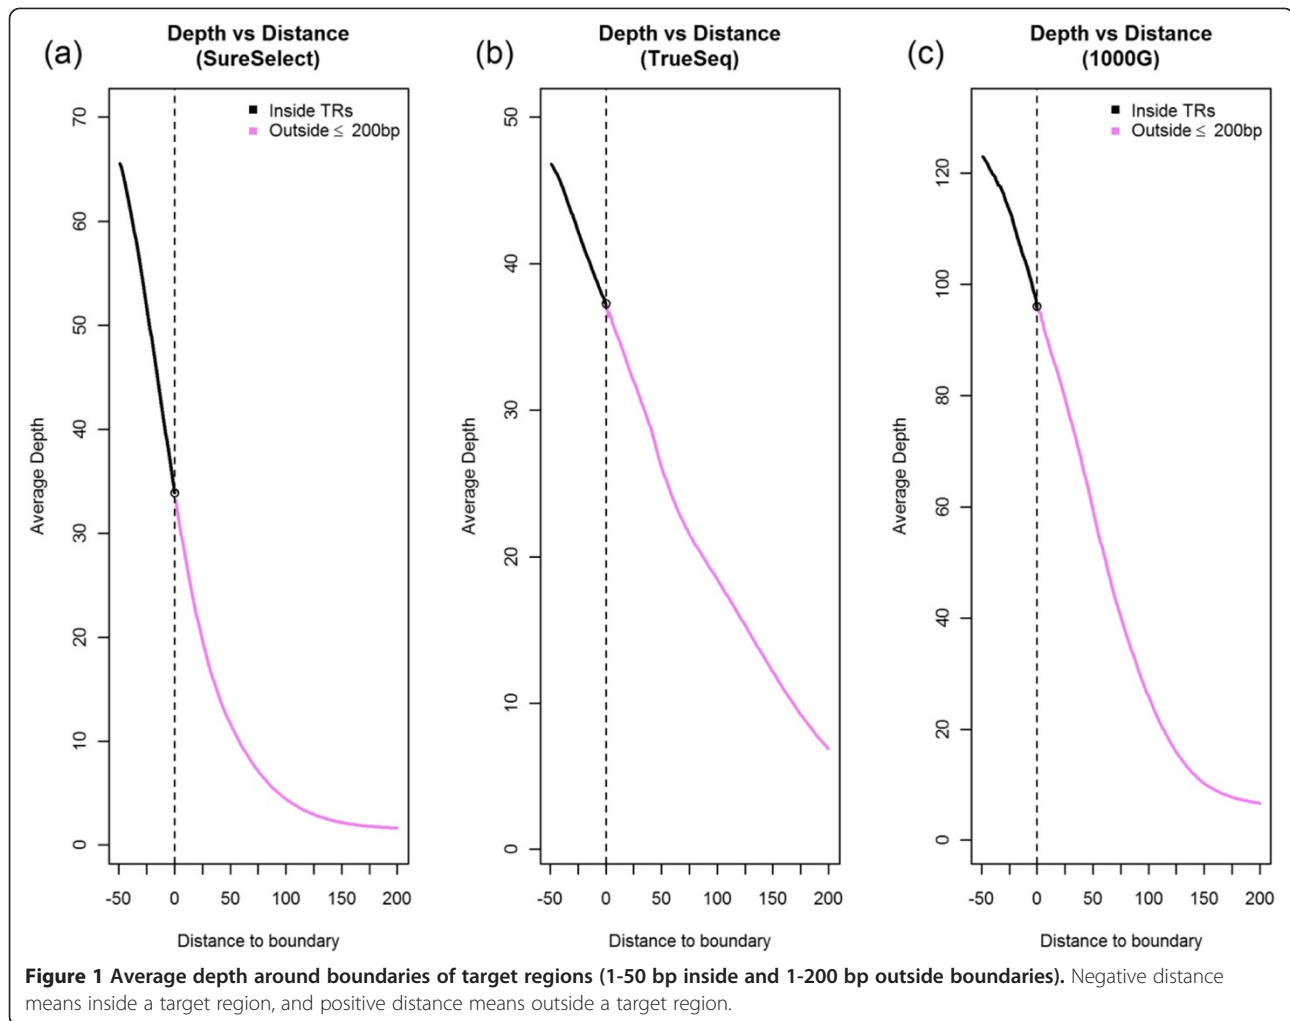 (a)
Depth vs Distance
(SureSelect)
Inside TRs
Outside ≤ 200bp
Average Depth
70
60
50
40
30
20
10
0
-50 0 50 100 150 200
Distance to boundary
(b)
Depth vs Distance
(TrueSeq)
Average Depth
50
40
30
20
10
0
-50 0 50 100 150 200
Distance to boundary
(c)
Depth vs Distance
(1000G)
Inside TRs
Outside ≤ 200bp
Average Depth
120
100
80
60
40
20
0
-50 0 50 100 150 200
Distance to boundary
Figure 1 Average depth around boundaries of target regions (1-50 bp inside and 1-200 bp outside boundaries). Negative distance
means inside a target region, and positive distance means outside a target region.